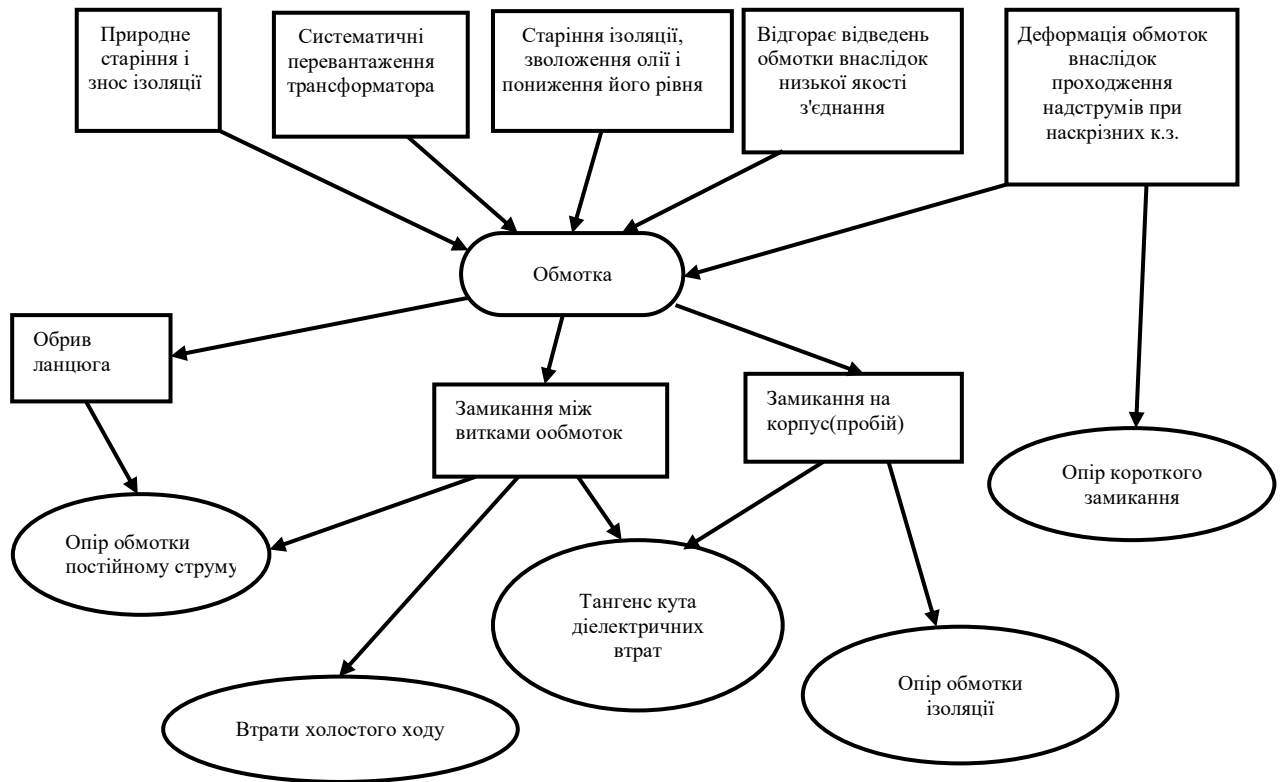 Природне
старіння і
знос ізоляції
Систематичні
перевантаження
трансформатора
Старіння ізоляції,
зволоження олії і
пониження його рівня
Відгорає відведень
обмотки внаслідок
низької якості
з'єднання
Деформація обмоток
внаслідок
проходження
надструмів при
наскрізних к.з.
Обмотка
Обрив
ланцюга
Замикання між
витками ообмоток
Замикання на
корпус(пробій)
Опір короткого
замикання
Опір обмотки
постійному струму
Тангенс кута
діелектричних
втрат
Опір обмотки
ізоляції
Втрати холостого ходу